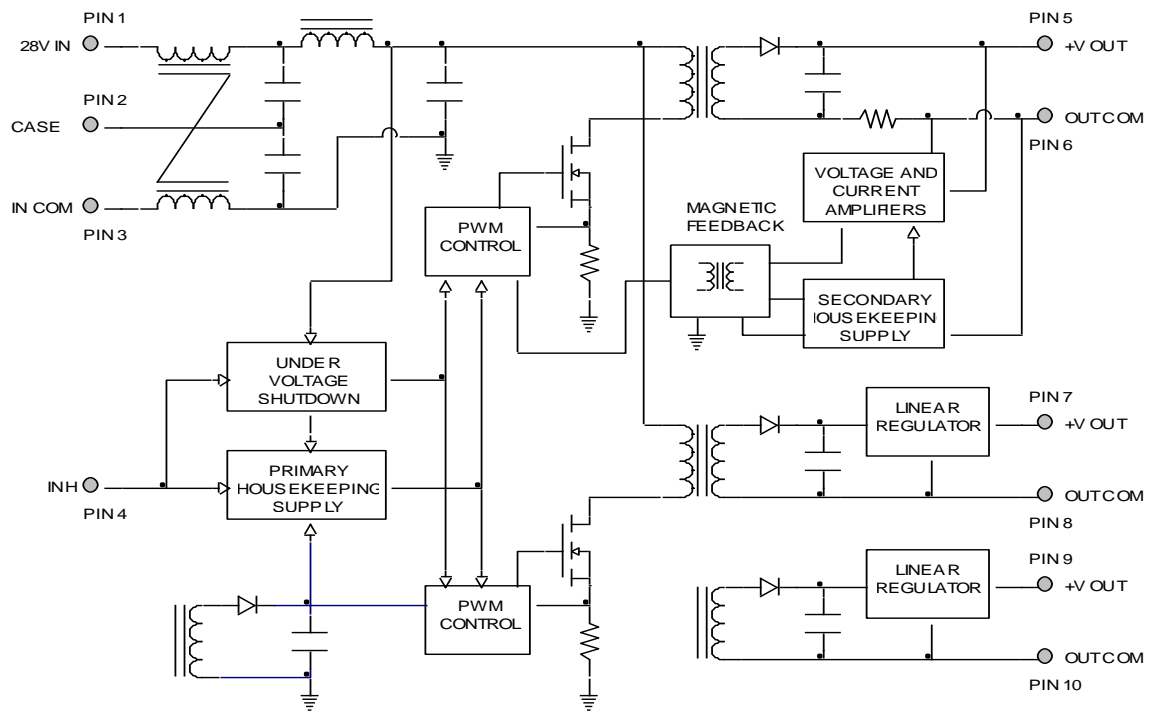 PIN 1
28V IN
PIN 2
CASE
IN COM
PIN 3
PIN 5
+V OUT
OUTCOM
PIN 6
VOLTAGE AND
CURRENT
AMPLIFIERS
MAGNETIC
FEEDBACK
PWM
CONTROL
SECONDARY
HOUSEKEEPIN
SUPPLY
UNDER
VOLTAGE
SHUTDOWN
PRIMARY
HOUSEKEEPING
SUPPLY
INH
PIN 4
PIN 7
LINEAR
REGULATOR
+V OUT
OUTCOM
PIN 8
PIN 9
LINEAR
REGULATOR
+V OUT
PWM
CONTROL
OUTCOM
PIN 10